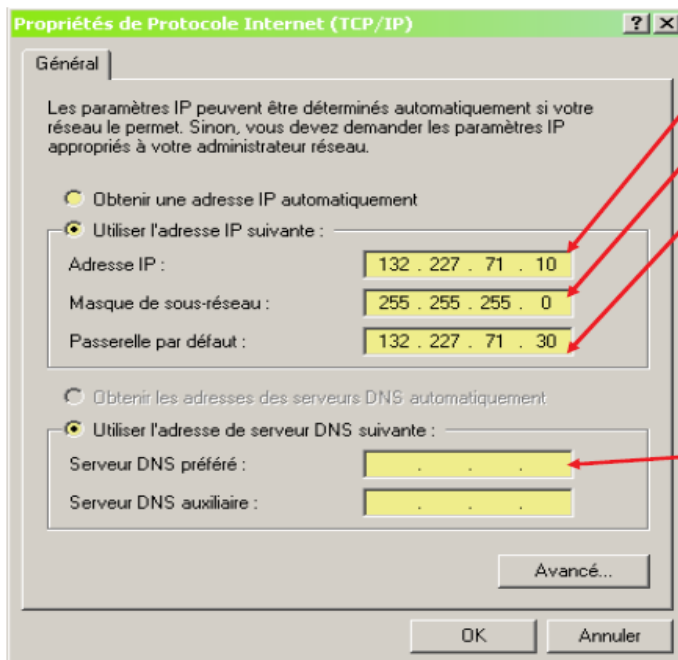 Propriétés de Protocole Internet (TCP/IP)
Général
Les paramètres IP peuvent être déterminés automatiquement si votre
réseau le permet. Sinon, vous devez demander les paramètres IP
appropriés à votre administrateur réseau.
Obtenir une adresse IP automatiquement
Utiliser l'adresse IP suivante :
Adresse IP : 132 . 227 . 71 . 10
Masque de sous-réseau : 255 . 255 . 255 . 0
Passerelle par défaut : 132 . 227 . 71 . 30
Obtenir les adresses des serveurs DNS automatiquement
Utiliser l'adresse de serveur DNS suivante :
Serveur DNS préféré : . . .
Serveur DNS auxiliaire : . . .
Avancé...
OK Annuler